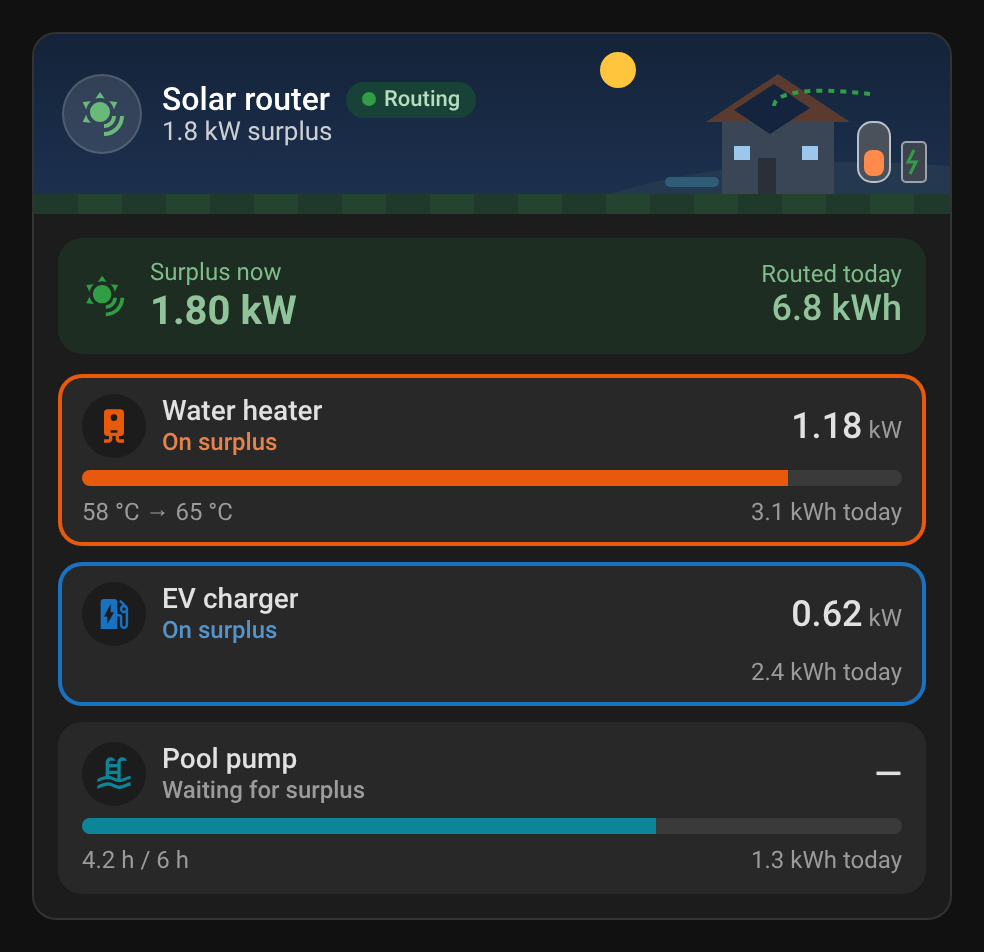 Solar router
Routing
1.8 kW surplus
Surplus now
1.80 kW
Routed today
6.8 kWh
Water heater
On surplus
1.18 kW
58 °C → 65 °C
3.1 kWh today
EV charger
On surplus
0.62 kW
2.4 kWh today
Pool pump
Waiting for surplus
—
4.2 h / 6 h
1.3 kWh today